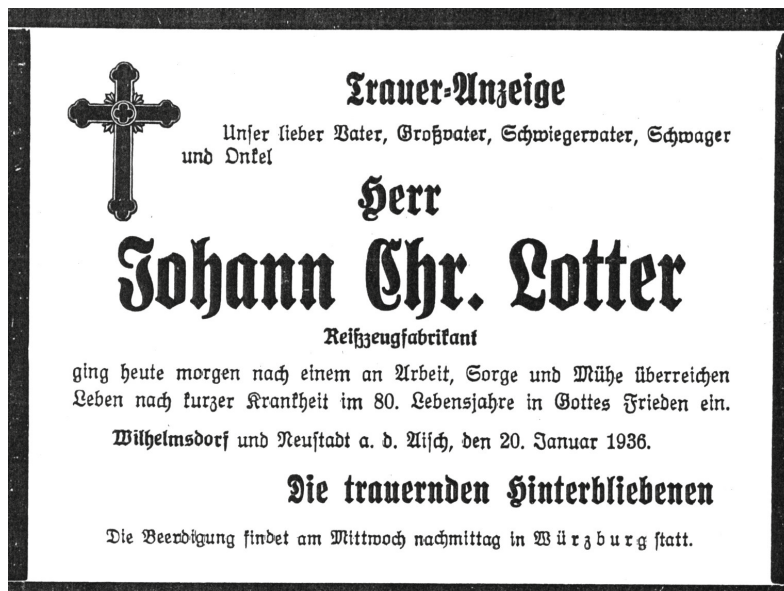 Trauer-Anzeige
Unser lieber Vater, Großvater, Schwiegervater, Schwager
und Onkel
Herr
Johann Chr. Lotter
Reißzeugfabrikant
ging heute morgen nach einem an Arbeit, Sorge und Mühe überreichen
Leben nach kurzer Krankheit im 80. Lebensjahre in Gottes Frieden ein.
Wilhelmsdorf und Neustadt a. d. Aisch, den 20. Januar 1936.
Die trauernden Hinterbliebenen
Die Beerdigung findet am Mittwoch nachmittag in Würzburg statt.